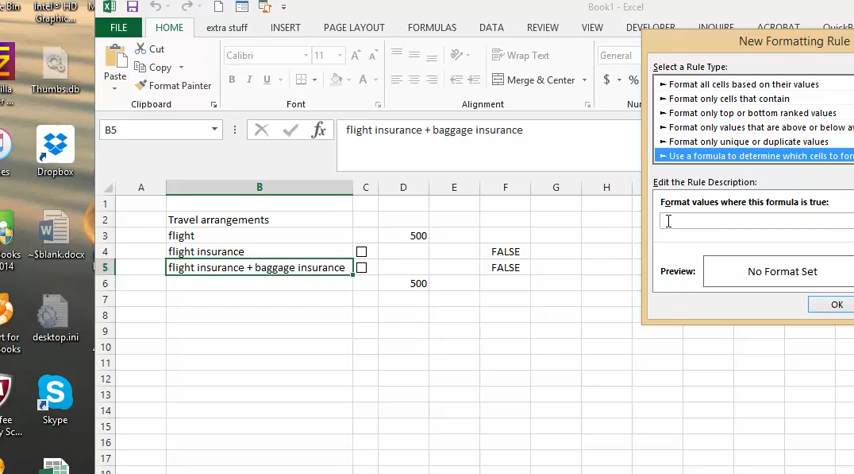 Intel® HD
Book1 - Excel
Graphic...
FILE HOME extra stuff INSERT PAGE LAYOUT FORMULAS DATA REVIEW VIEW DEVELOPER INQUIRE ACROBAT
Cut
Copy
Format Painter
Paste
Clipboard
Calibri 11
B I U
Font
Wrap Text
Merge & Center
Alignment
General
$
B5
fx
flight insurance + baggage insurance
A B C D E F G H
1
2 Travel arrangements
3 flight 500
4 flight insurance FALSE
5 flight insurance + baggage insurance FALSE
6 500
7
8
9
10
11
12
13
14
15
16
17
New Formatting Rule
Select a Rule Type:
► Format all cells based on their values
► Format only cells that contain
► Format only top or bottom ranked values
► Format only values that are above or below
► Format only unique or duplicate values
► Use a formula to determine which cells to
Edit the Rule Description:
Format values where this formula is true:
Preview:
No Format Set
OK
Thumbs.db
Dropbox
~$blank.docx
2014
desktop.ini
Skype